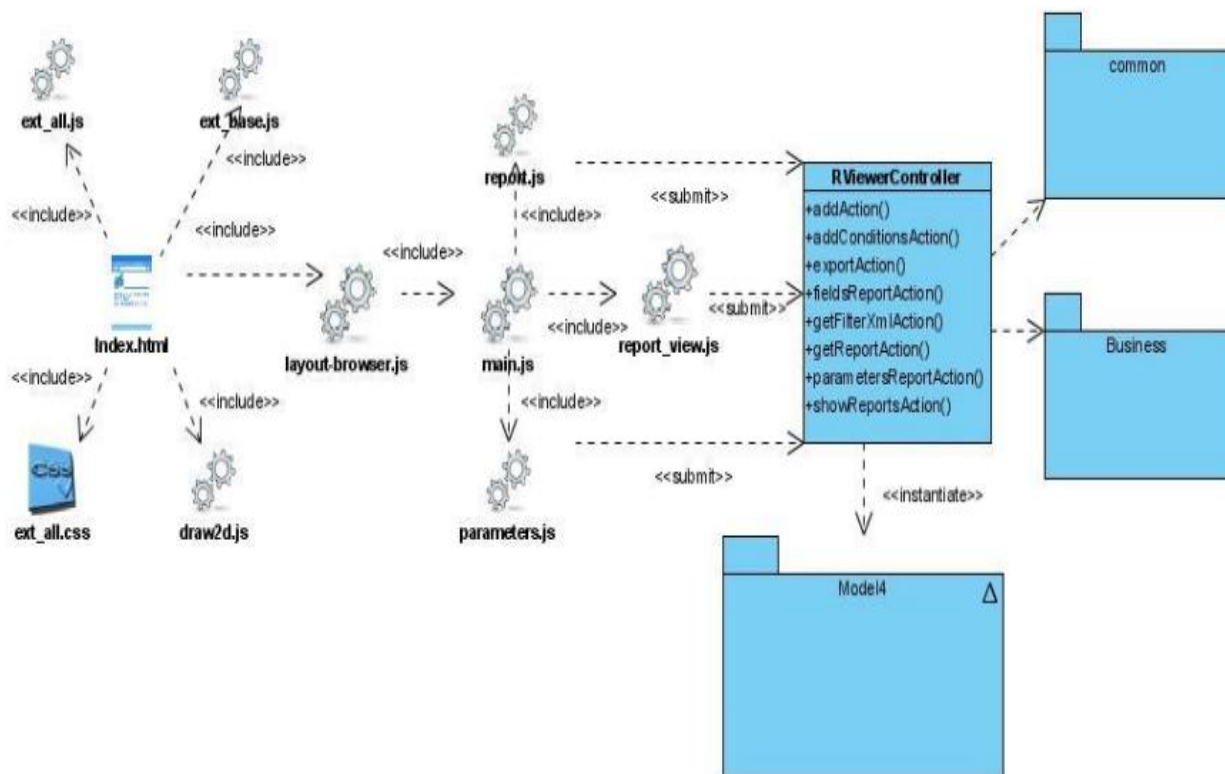 common
ext_all.js
ext_base.js
<<include>>
report.js
RViewerController
<<submit>>
+addAction()
+addConditionsAction()
+exportAction()
+fieldsReportAction()
+getFilterXmlAction()
+getReportAction()
+parametersReportAction()
+showReportsAction()
<<include>>
<<include>>
<<include>>
<<include>>
Index.html
layout-browser.js
main.js
<<include>>
report_view.js
<<submit>>
Business
<<include>>
<<include>>
<<include>>
<<submit>>
<<instantiate>>
Css
ext_all.css
draw2d.js
parameters.js
Model4